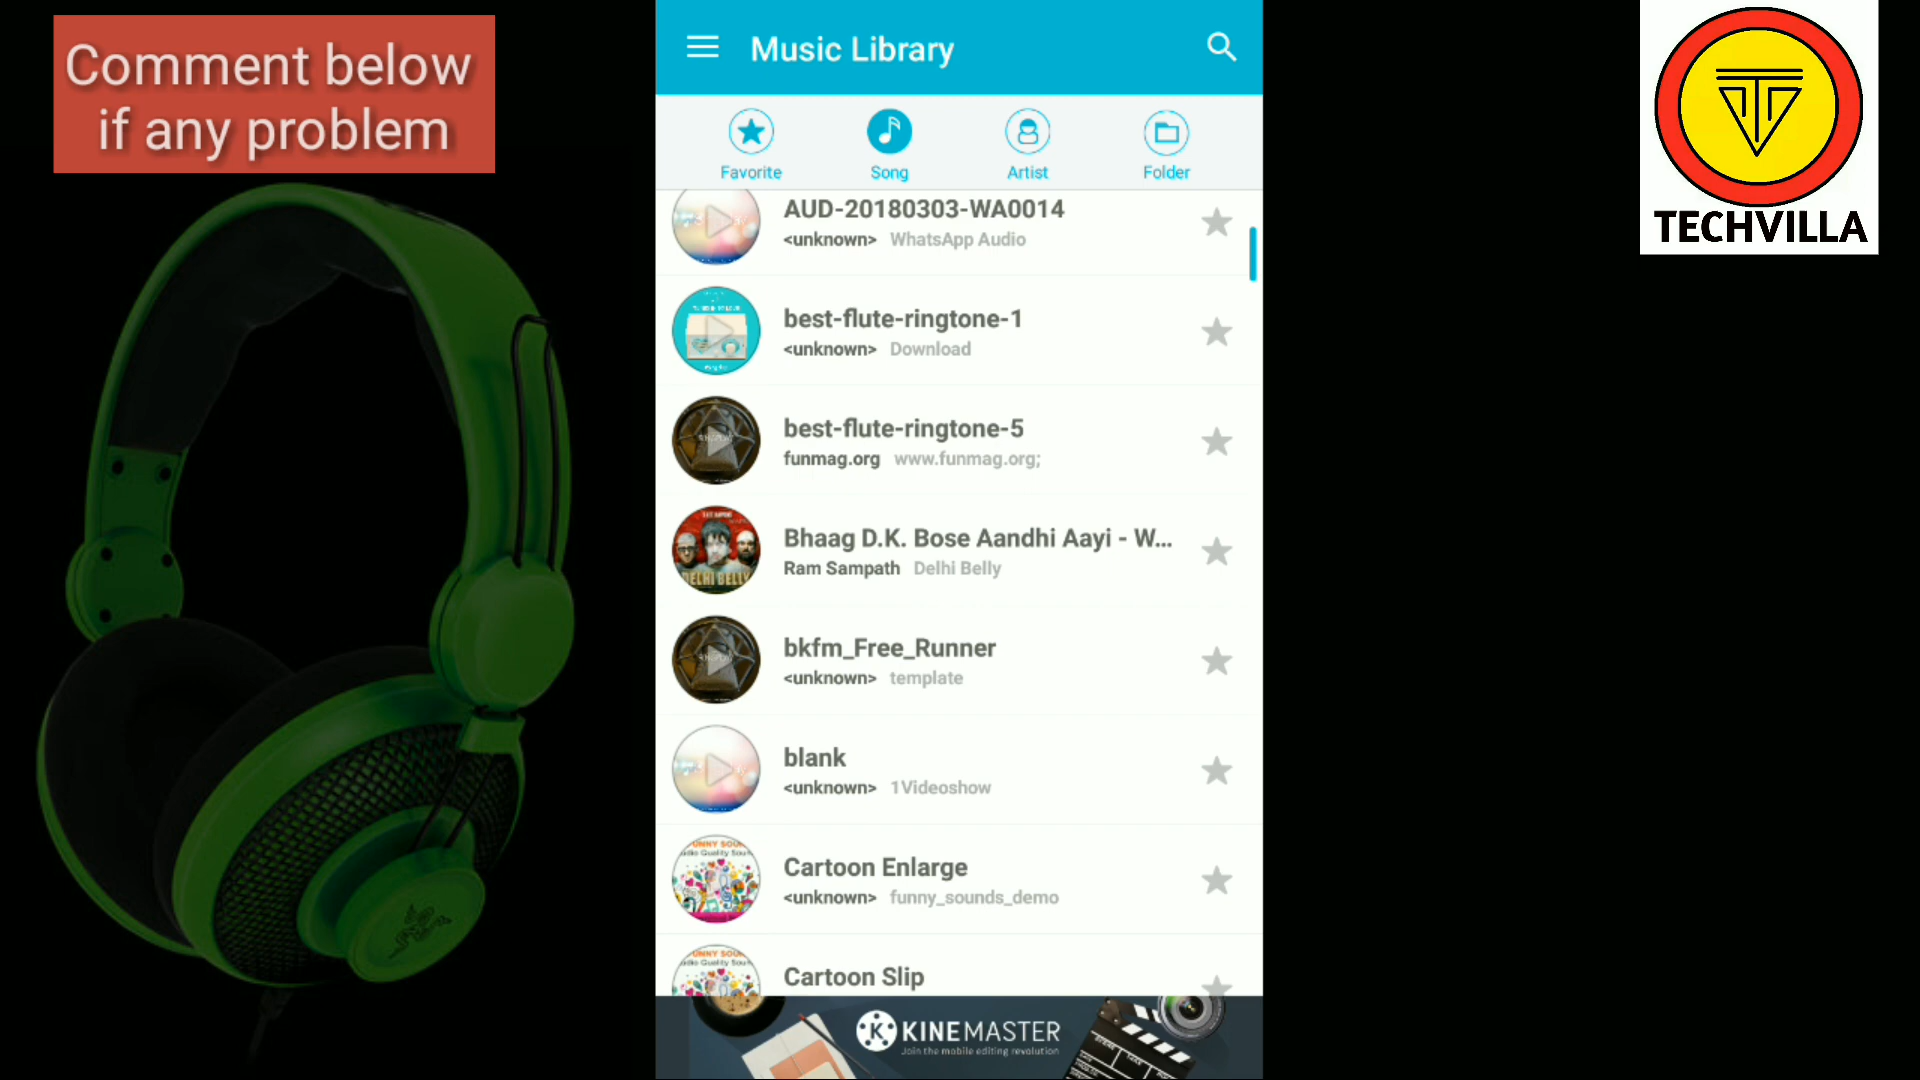 Comment below
if any problem
Music Library
Favorite
Song
Artist
Folder
AUD-20180303-WA0014
<unknown> WhatsApp Audio
best-flute-ringtone-1
<unknown> Download
best-flute-ringtone-5
funmag.org www.funmag.org;
Bhaag D.K. Bose Aandhi Aayi - W...
Ram Sampath Delhi Belly
DELHI BELLY
bkfm_Free_Runner
<unknown> template
blank
<unknown> 1Videoshow
Cartoon Enlarge
<unknown> funny_sounds_demo
Cartoon Slip
KINEMASTER
Join the mobile editing revolution
TECHVILLA